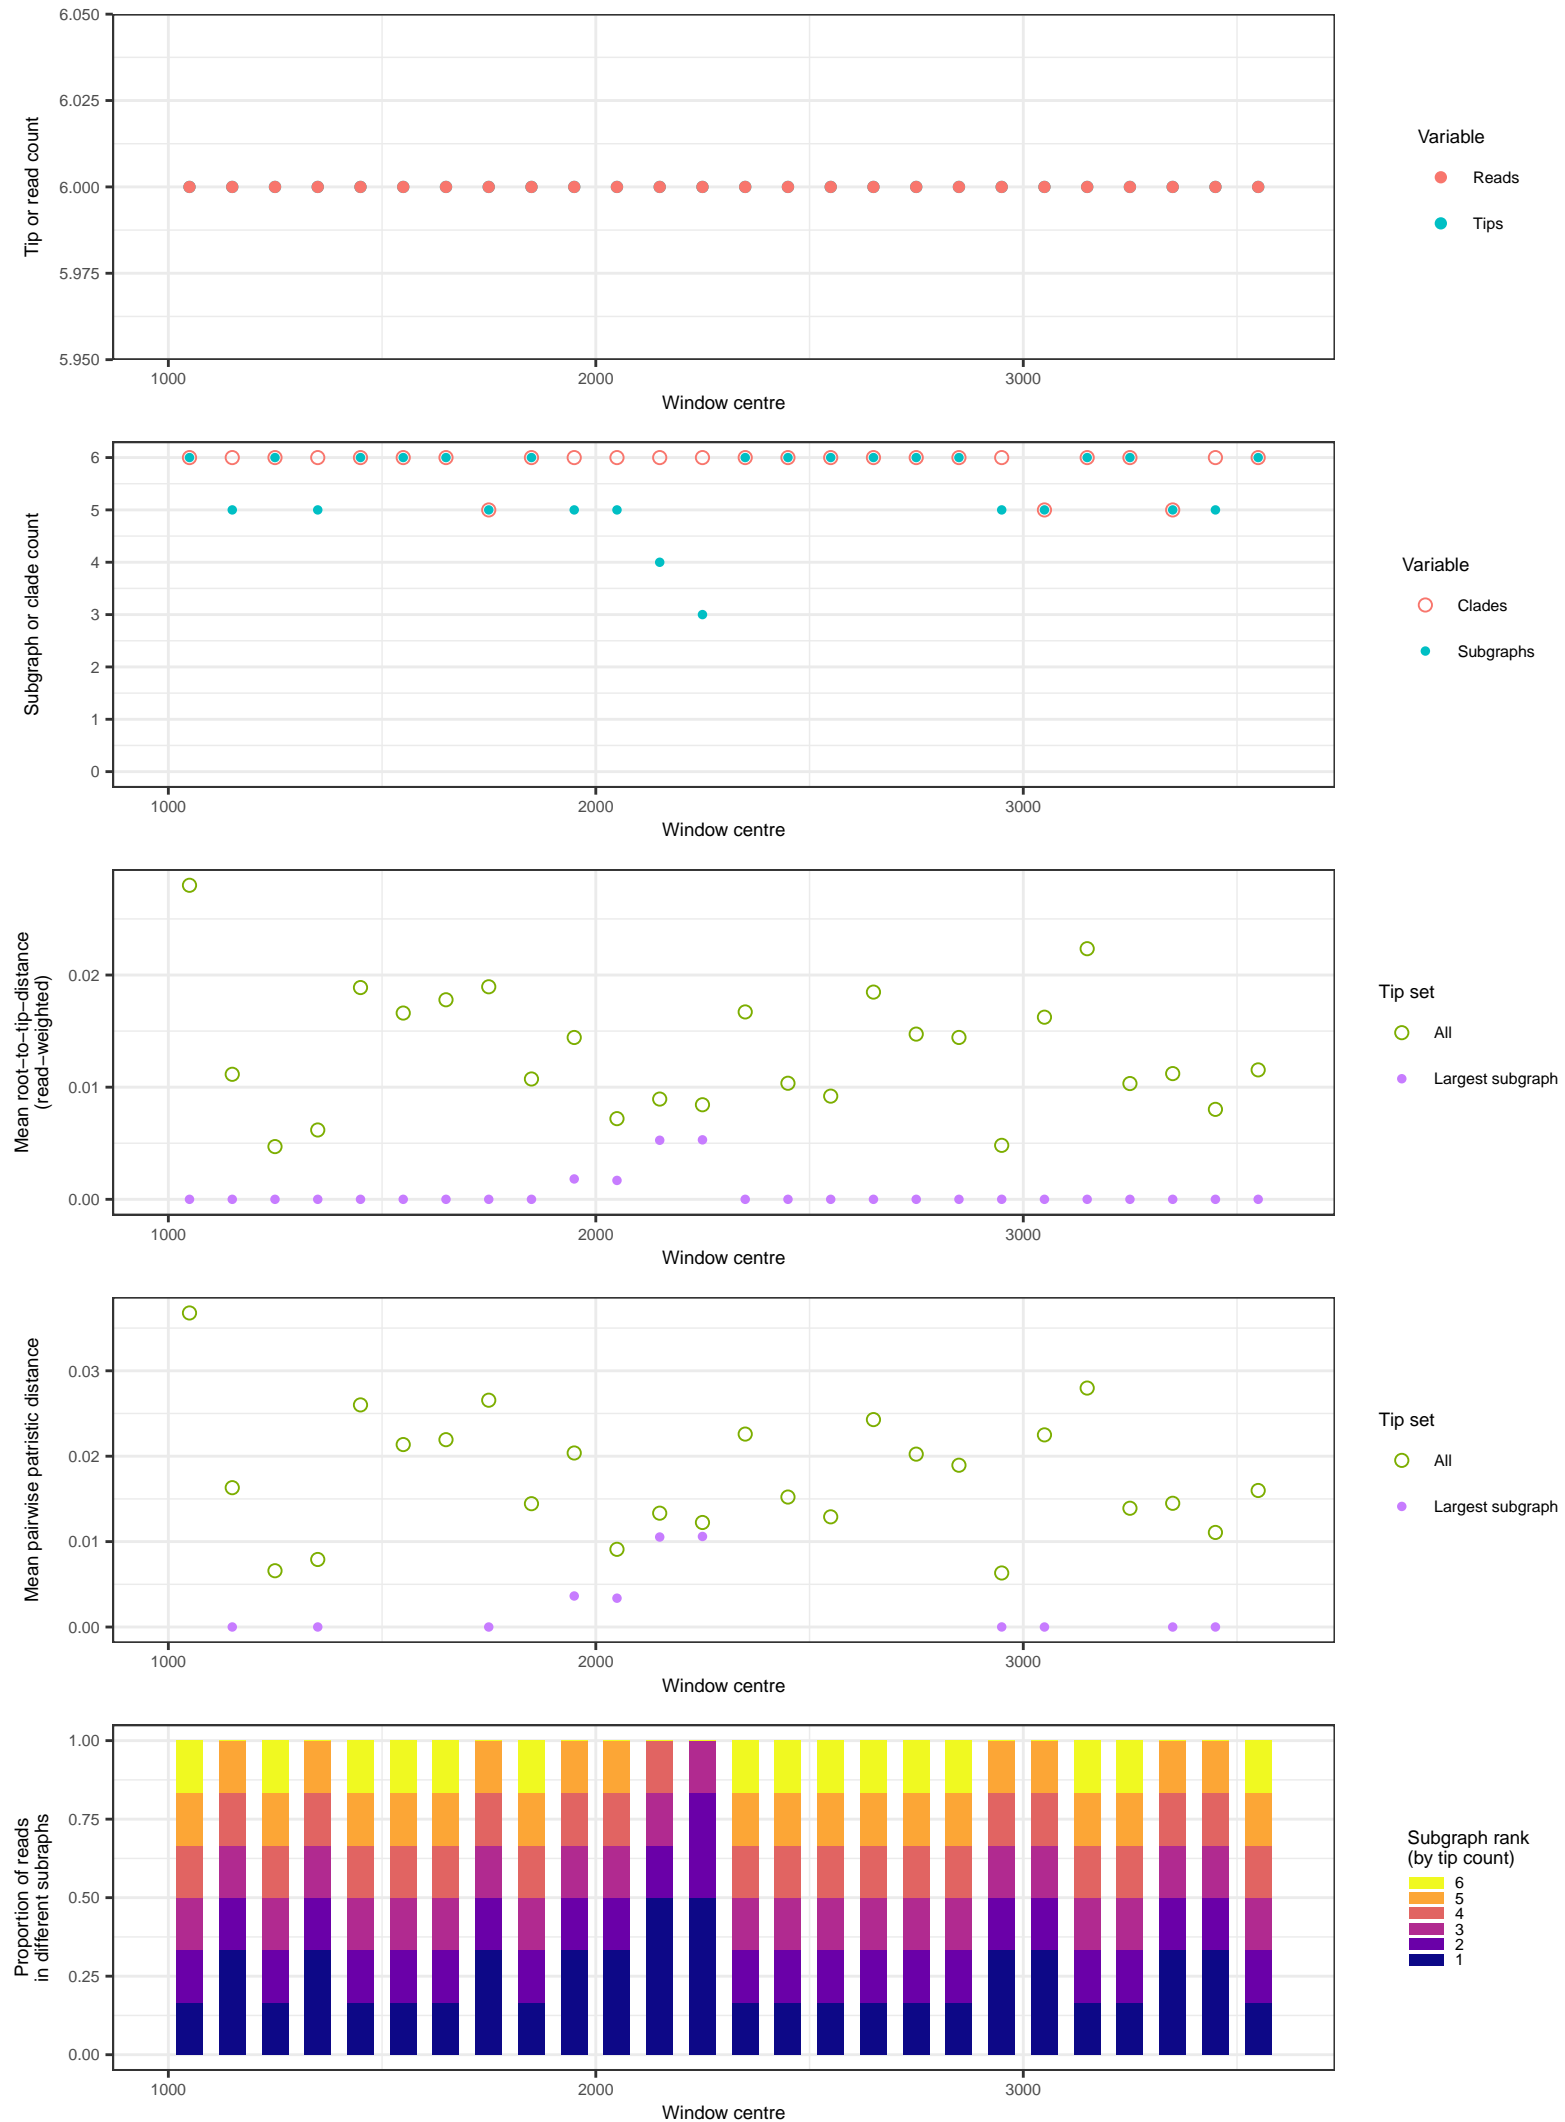 6.050
6.025
6.000
5.975
5.950
Tip or read count
1000 2000 3000
Window centre
Variable
Reads
Tips
6
5
4
3
2
1
0
Subgraph or clade count
1000 2000 3000
Window centre
Variable
Clades
Subgraphs
0.02
0.01
0.00
Mean root−to−tip−distance
(read−weighted)
1000 2000 3000
Window centre
Tip set
All
Largest subgraph
0.03
0.02
0.01
0.00
Mean pairwise patristic distance
1000 2000 3000
Window centre
Tip set
All
Largest subgraph
1.00
0.75
0.50
0.25
0.00
Proportion of reads
in different subraphs
1000 2000 3000
Window centre
Subgraph rank
(by tip count)
6
5
4
3
2
1